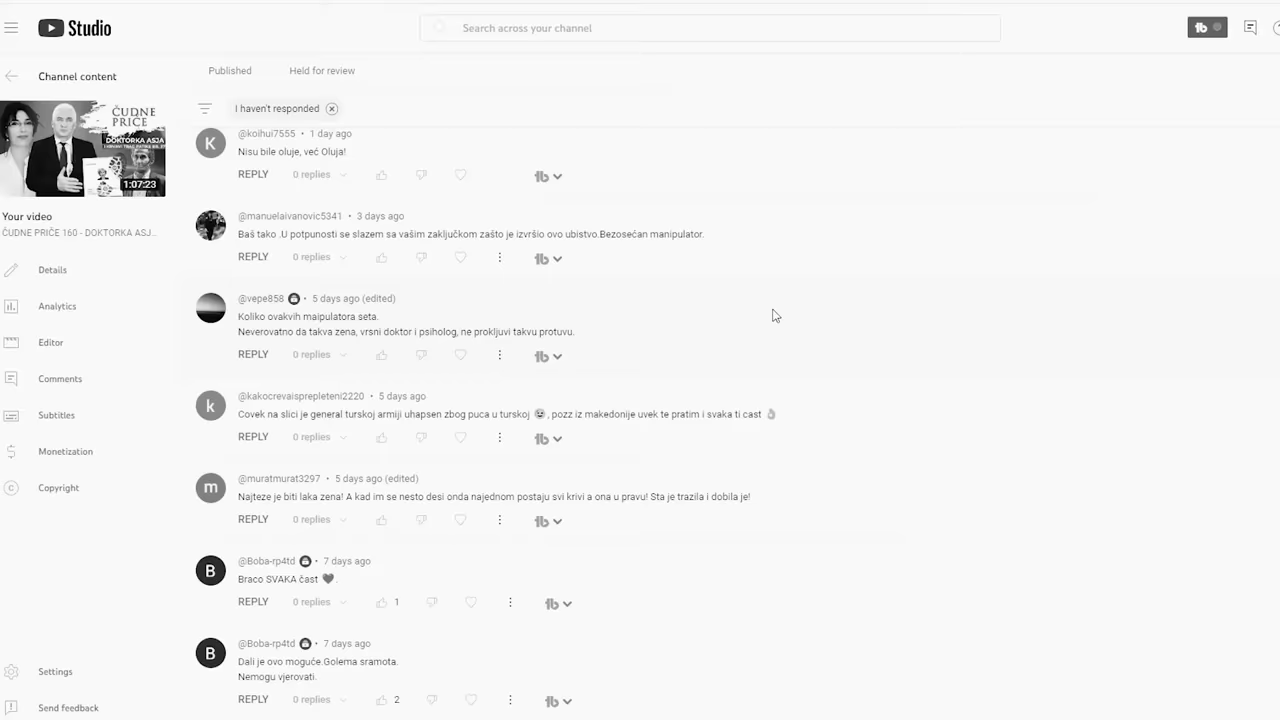 Studio
Search across your channel
Channel content
Published
Held for review
I haven't responded
ČUDNE
PRIČE
DOKTORKA ASJA
1:07:23
Your video
ČUDNE PRIČE 160 - DOKTORKA ASJ...
Details
Analytics
Editor
Comments
Subtitles
Monetization
Copyright
Settings
Send feedback
K
@koihui7555 • 1 day ago
Nisu bile oluje, već Oluja!
REPLY 0 replies
@manuelaivanovic5341 • 3 days ago
Baš tako .U potpunosti se slazem sa vašim zaključkom zašto je izvršio ovo ubistvo.Bezosećan manipulator.
REPLY 0 replies
@vepe858 • 5 days ago (edited)
Koliko ovakvih maipulatora seta.
Neverovatno da takva zena, vrsni doktor i psiholog, ne prokljuvi takvu protuvu.
REPLY 0 replies
k
@kakocrevaisprepleteni2220 • 5 days ago
Covek na slici je general turskoj armiji uhapsen zbog puca u turskoj 😉 , pozz iz makedonije uvek te pratim i svaka ti cast 👌
REPLY 0 replies
m
@muratmurat3297 • 5 days ago (edited)
Najteze je biti laka zena! A kad im se nesto desi onda najednom postaju svi krivi a ona u pravu! Sta je trazila i dobila je!
REPLY 0 replies
B
@Boba-rp4td • 7 days ago
Braco SVAKA čast 🖤 .
REPLY 0 replies 1
B
@Boba-rp4td • 7 days ago
Dali je ovo moguće.Golema sramota.
Nemogu vjerovati.
REPLY 0 replies 2